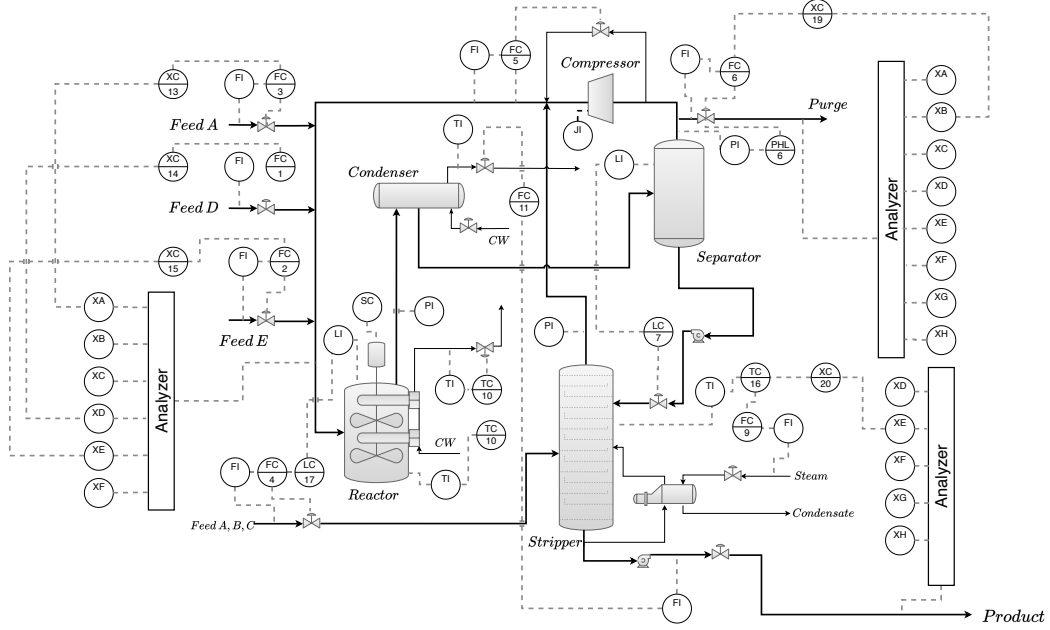 XC
19
FI
FC
5
FI
FC
6
Compressor
XC
13
FI
FC
3
XA
Purge
Feed A
TI
JI
XB
PI
PHL
6
XC
14
FI
FC
1
Condenser
LI
XC
Feed D
FC
11
XD
Analyzer
CW
XE
XC
15
FI
FC
2
Separator
XF
XA
SC
PI
XG
Feed E
LI
PI
LC
7
XH
XB
XC
Analyzer
TI
TC
10
TI
TC
16
XC
20
XD
XD
FC
9
FI
XE
TC
10
CW
XE
XF
FI
FC
4
LC
17
TI
XF
Analyzer
Steam
Reactor
XG
Feed A, B, C
Condensate
Stripper
XH
FI
Product